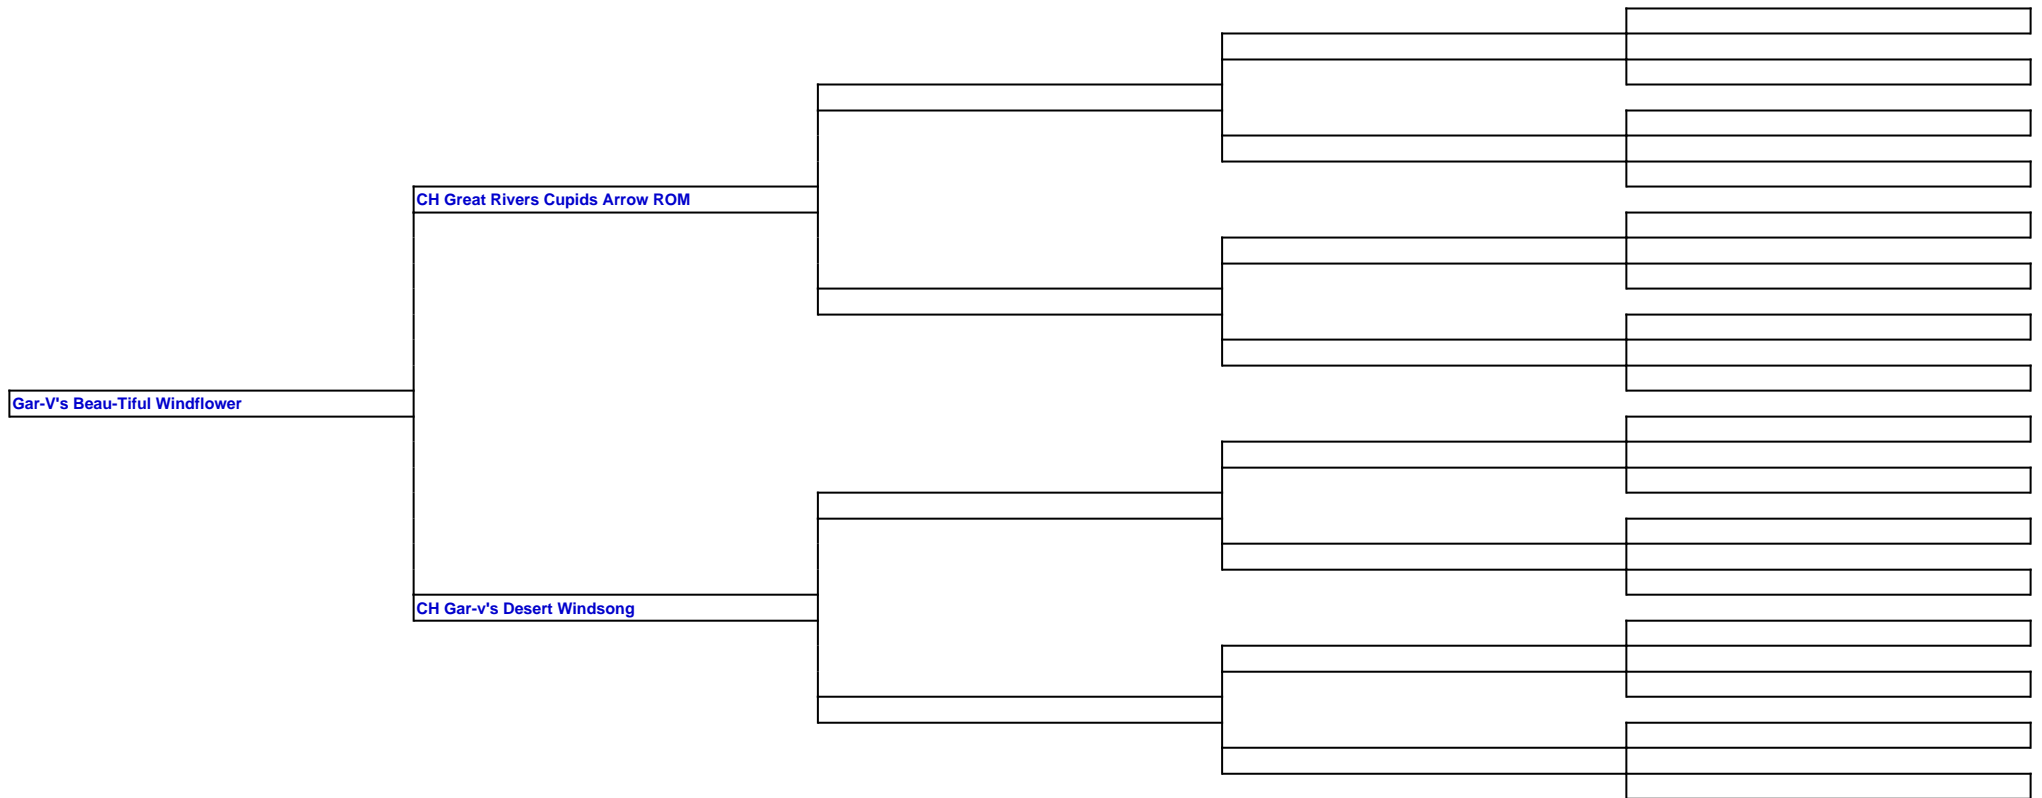 CH Great Rivers Cupids Arrow ROM
Gar-V's Beau-Tiful Windflower
CH Gar-v's Desert Windsong